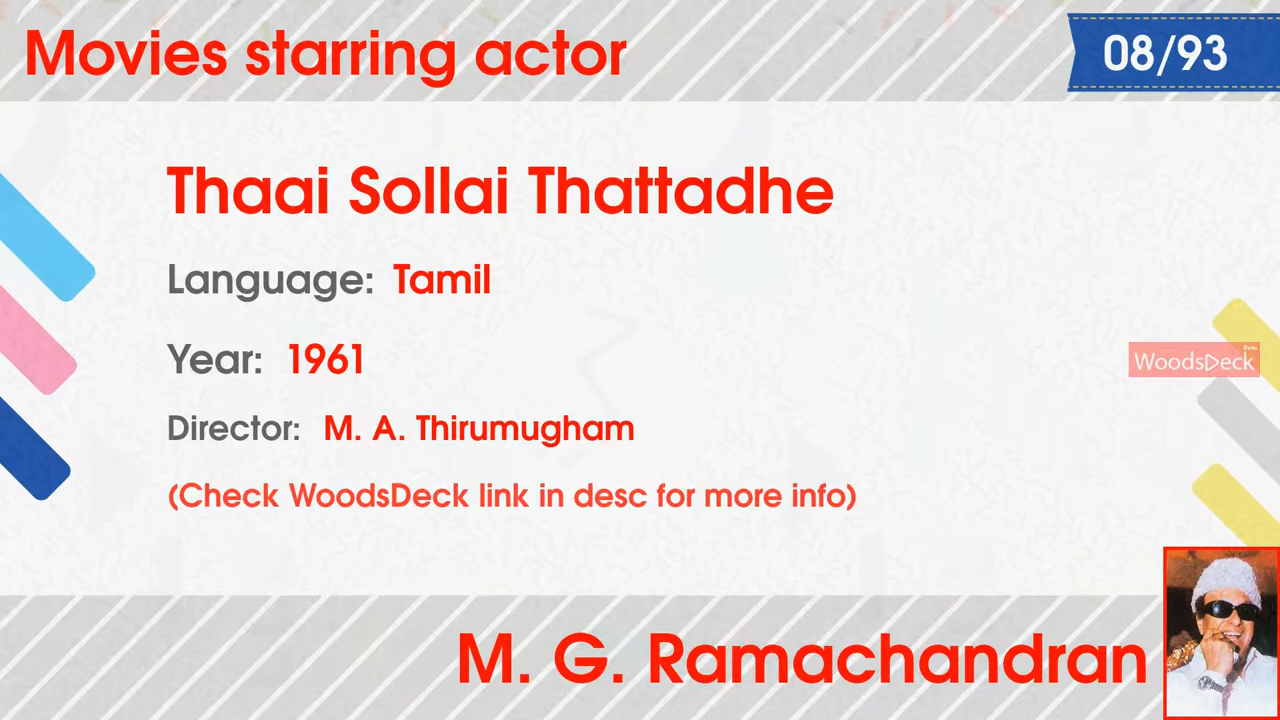 Movies starring actor
08/93
Thaai Sollai Thattadhe
Language: Tamil
Year: 1961
WoodsDeck Beta
Director: M. A. Thirumugham
(Check WoodsDeck link in desc for more info)
M. G. Ramachandran